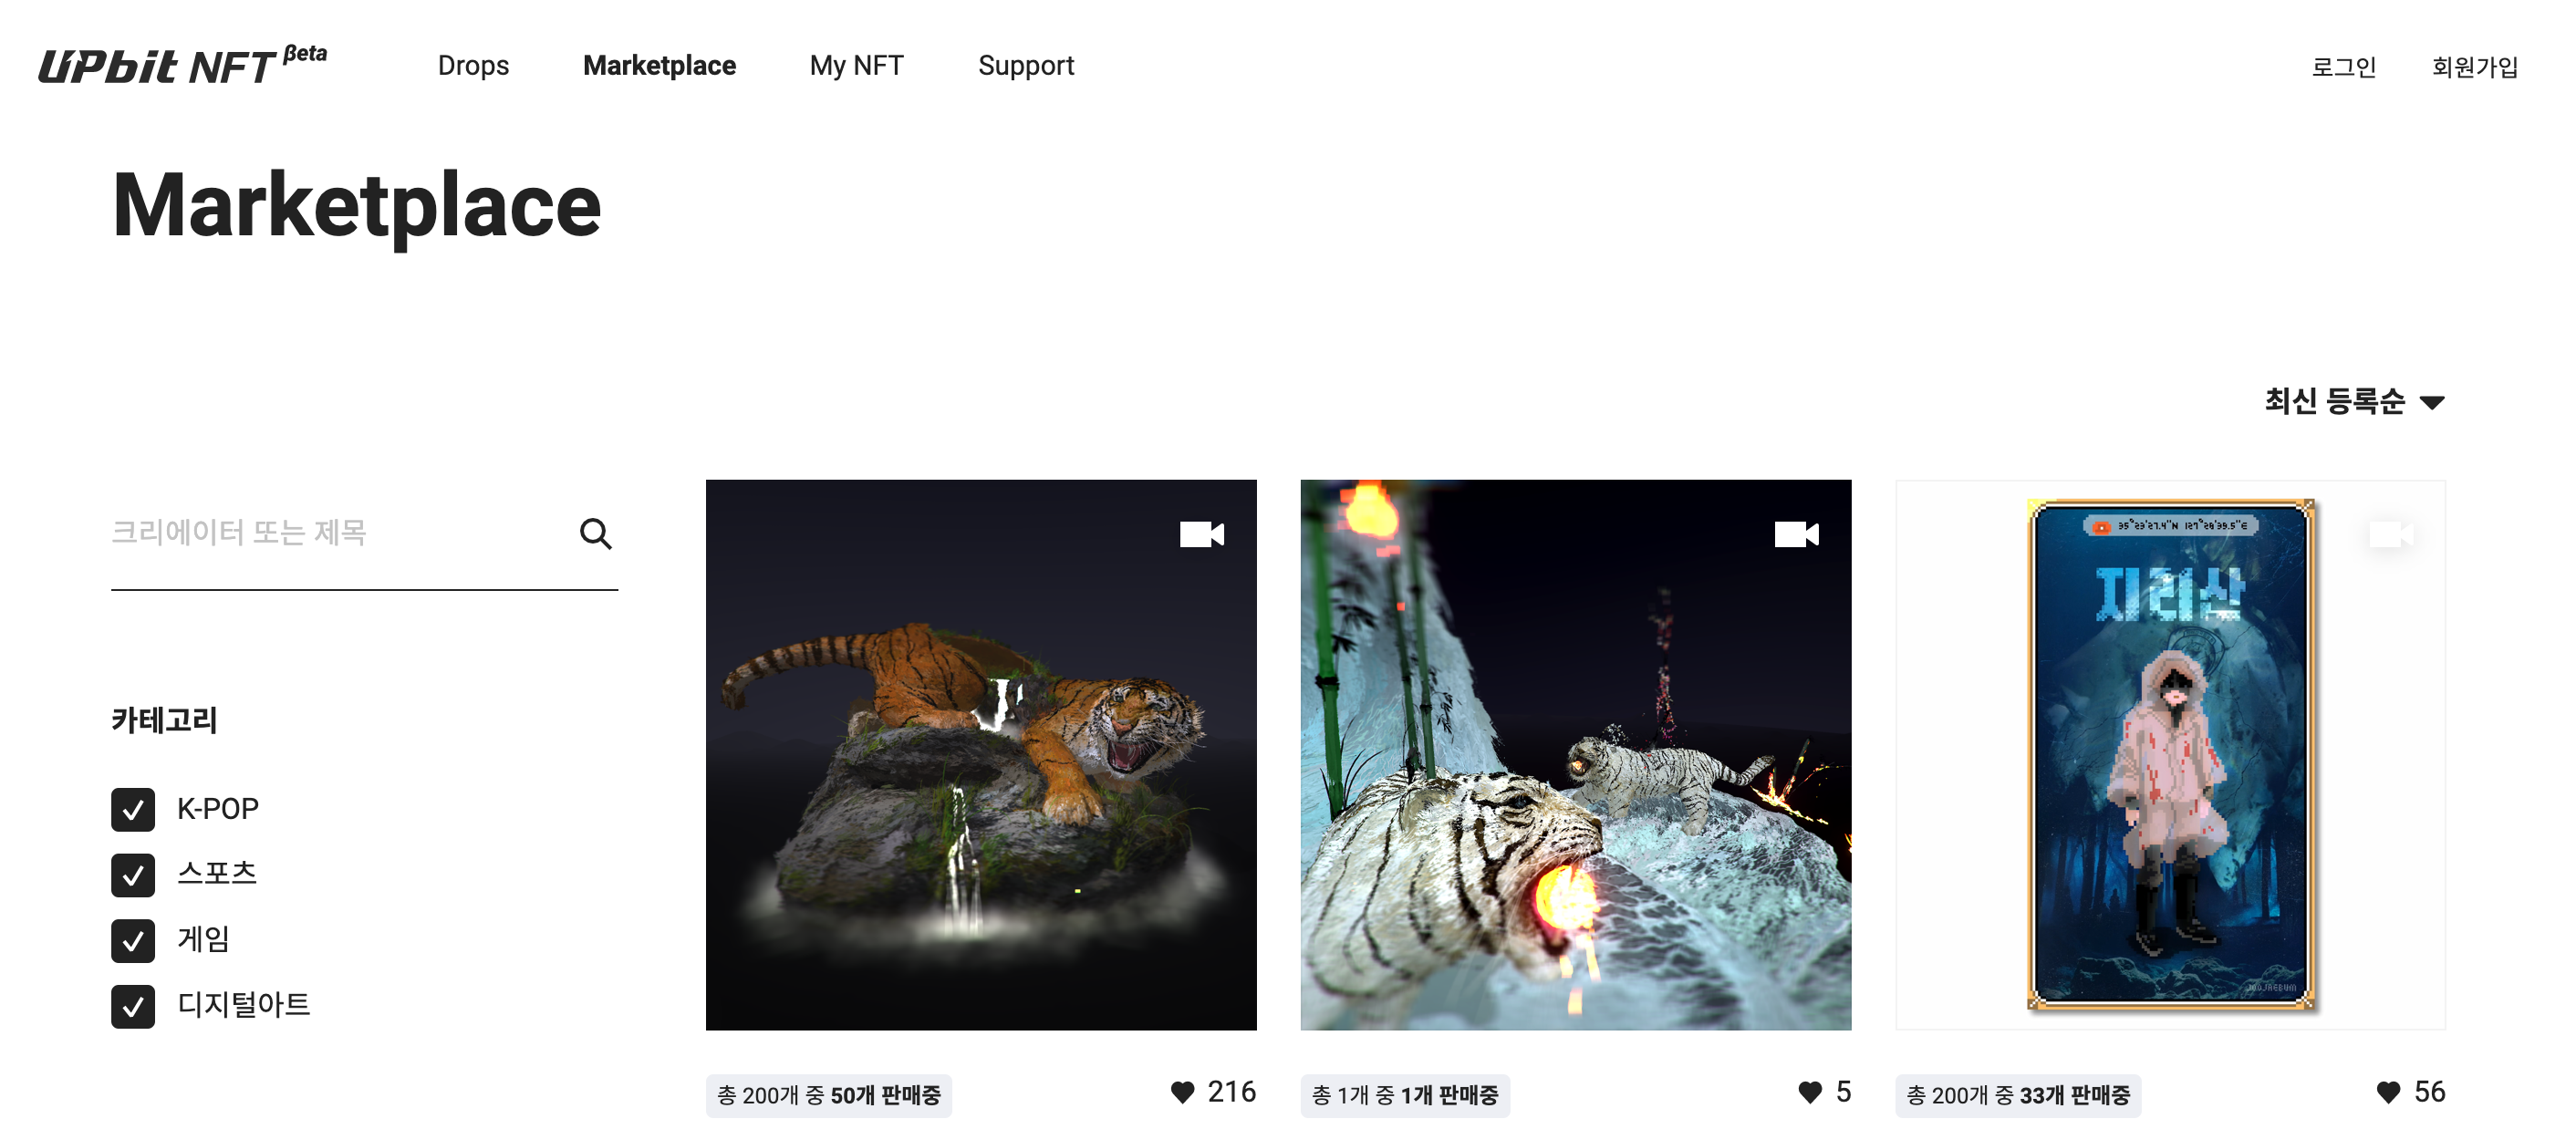 UPbit NFT βeta
Drops
Marketplace
My NFT
Support
로그인
회원가입
Marketplace
최신 등록순
크리에이터 또는 제목
카테고리
K-POP
스포츠
게임
디지털아트
35°23'27.4"N 127°28'39.5"E
지리산
JOOJAEBUM
총 200개 중 50개 판매중
216
총 1개 중 1개 판매중
5
총 200개 중 33개 판매중
56